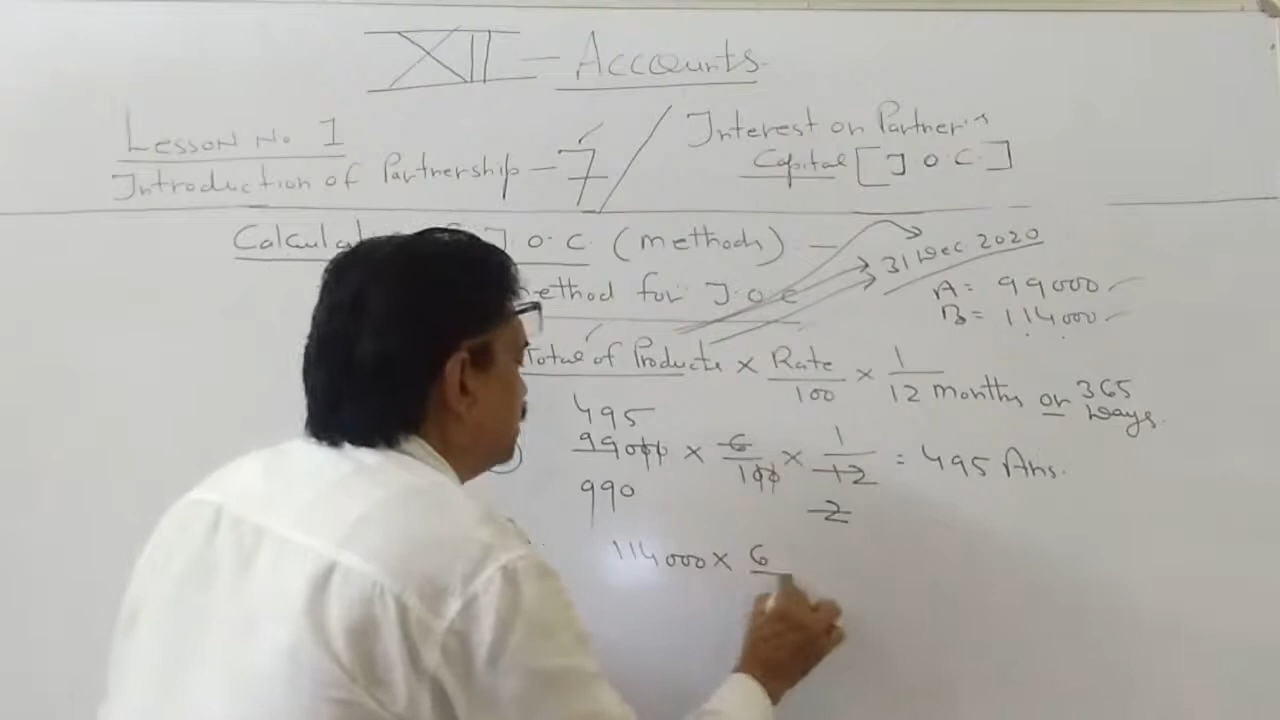 XII - Accounts
Lesson No. 1
Introduction of Partnership - 7
Interest on Partner's
Capital [I.O.C.]
I.O.C. (methods) -
method for I.O.C
31 Dec 2020
A = 99000
B = 114000
Total of Products × Rate/100 × 1/12 months or 365 Days.
495
99000 × 6/100 × 1/12 = 495 Ans.
990
2
114000 × 6